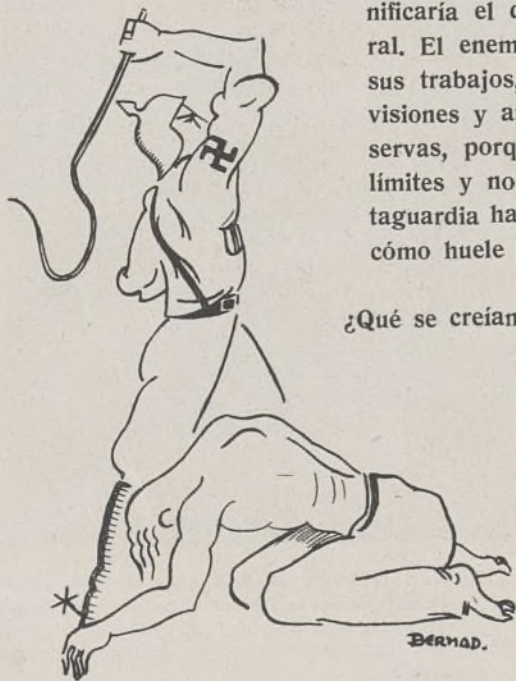 nificaría el
ral. El enem
sus trabajos,
visiones y
servas, porq
límites y no
taguardia ha
cómo huele
¿Qué se creían
BERNAD.